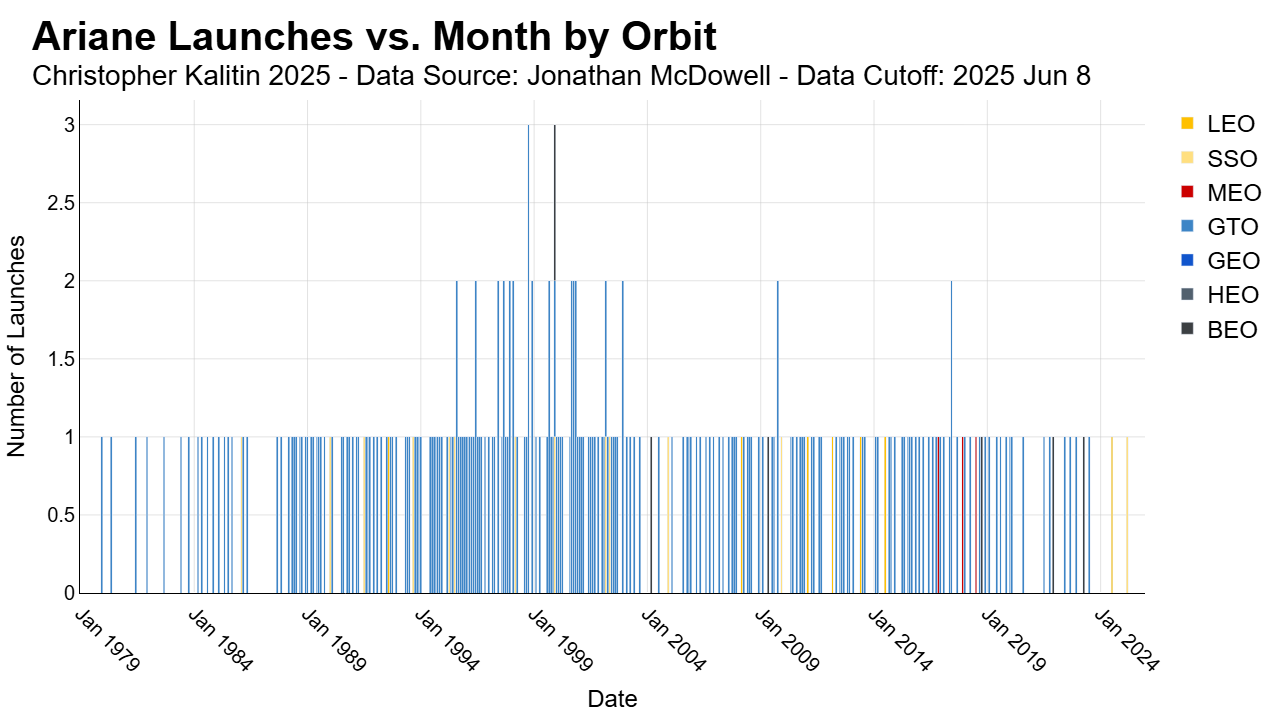 Ariane Launches vs. Month by Orbit
Christopher Kalitin 2025 - Data Source: Jonathan McDowell - Data Cutoff: 2025 Jun 8
Number of Launches
3
2.5
2
1.5
1
0.5
0
Jan 1979
Jan 1984
Jan 1989
Jan 1994
Jan 1999
Jan 2004
Jan 2009
Jan 2014
Jan 2019
Jan 2024
Date
LEO
SSO
MEO
GTO
GEO
HEO
BEO